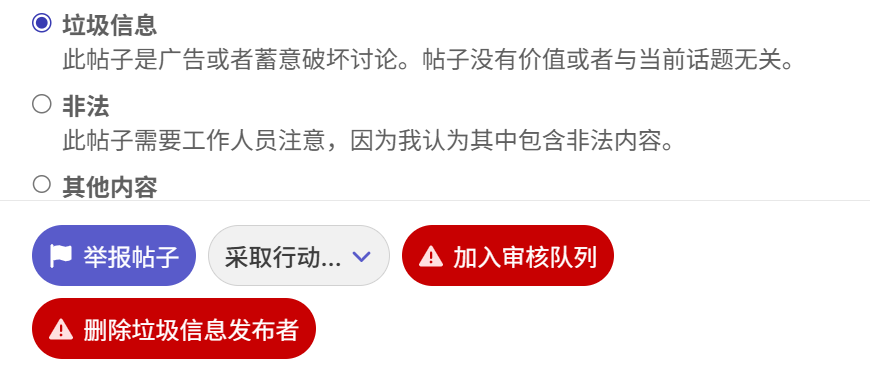 垃圾信息
此帖子是广告或者蓄意破坏讨论。帖子没有价值或者与当前话题无关。
非法
此帖子需要工作人员注意，因为我认为其中包含非法内容。
其他内容
举报帖子 采取行动... 加入审核队列
删除垃圾信息发布者